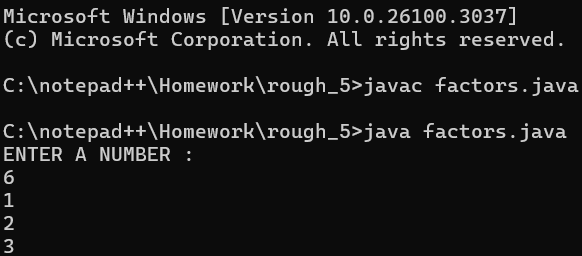 Microsoft Windows [Version 10.0.26100.3037]
(c) Microsoft Corporation. All rights reserved.
C:\notepad++\Homework\rough_5>javac factors.java
C:\notepad++\Homework\rough_5>java factors.java
ENTER A NUMBER :
6
1
2
3